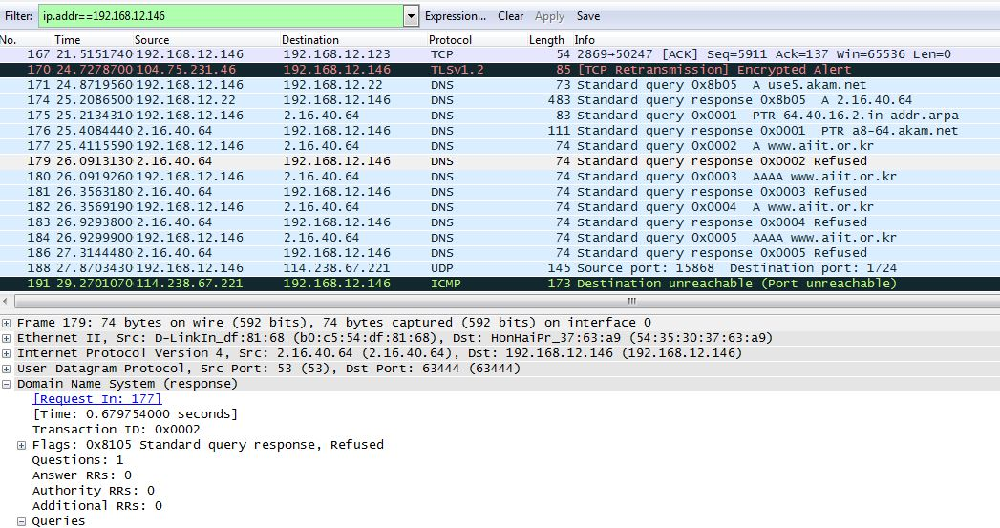 Filter: ip.addr==192.168.12.146 Expression... Clear Apply Save
No. Time Source Destination Protocol Length Info
167 21.5151740 192.168.12.146 192.168.12.123 TCP 54 2869→50247 [ACK] Seq=5911 Ack=137 Win=65536 Len=0
170 24.7278700 104.75.231.46 192.168.12.146 TLSv1.2 85 [TCP Retransmission] Encrypted Alert
171 24.8719560 192.168.12.146 192.168.12.22 DNS 73 Standard query 0x8b05 A use5.akam.net
174 25.2086500 192.168.12.22 192.168.12.146 DNS 483 Standard query response 0x8b05 A 2.16.40.64
175 25.2134310 192.168.12.146 2.16.40.64 DNS 83 Standard query 0x0001 PTR 64.40.16.2.in-addr.arpa
176 25.4084440 2.16.40.64 192.168.12.146 DNS 111 Standard query response 0x0001 PTR a8-64.akam.net
177 25.4115590 192.168.12.146 2.16.40.64 DNS 74 Standard query 0x0002 A www.aiit.or.kr
179 26.0913130 2.16.40.64 192.168.12.146 DNS 74 Standard query response 0x0002 Refused
180 26.0919260 192.168.12.146 2.16.40.64 DNS 74 Standard query 0x0003 AAAA www.aiit.or.kr
181 26.3563180 2.16.40.64 192.168.12.146 DNS 74 Standard query response 0x0003 Refused
182 26.3569190 192.168.12.146 2.16.40.64 DNS 74 Standard query 0x0004 A www.aiit.or.kr
183 26.9293800 2.16.40.64 192.168.12.146 DNS 74 Standard query response 0x0004 Refused
184 26.9299900 192.168.12.146 2.16.40.64 DNS 74 Standard query 0x0005 AAAA www.aiit.or.kr
186 27.3144480 2.16.40.64 192.168.12.146 DNS 74 Standard query response 0x0005 Refused
188 27.8703430 192.168.12.146 114.238.67.221 UDP 145 Source port: 15868 Destination port: 1724
191 29.2701070 114.238.67.221 192.168.12.146 ICMP 173 Destination unreachable (Port unreachable)
Frame 179: 74 bytes on wire (592 bits), 74 bytes captured (592 bits) on interface 0
Ethernet II, Src: D-LinkIn_df:81:68 (b0:c5:54:df:81:68), Dst: HonHaiPr_37:63:a9 (54:35:30:37:63:a9)
Internet Protocol Version 4, Src: 2.16.40.64 (2.16.40.64), Dst: 192.168.12.146 (192.168.12.146)
User Datagram Protocol, Src Port: 53 (53), Dst Port: 63444 (63444)
Domain Name System (response)
[Request In: 177]
[Time: 0.679754000 seconds]
Transaction ID: 0x0002
Flags: 0x8105 Standard query response, Refused
Questions: 1
Answer RRs: 0
Authority RRs: 0
Additional RRs: 0
Queries